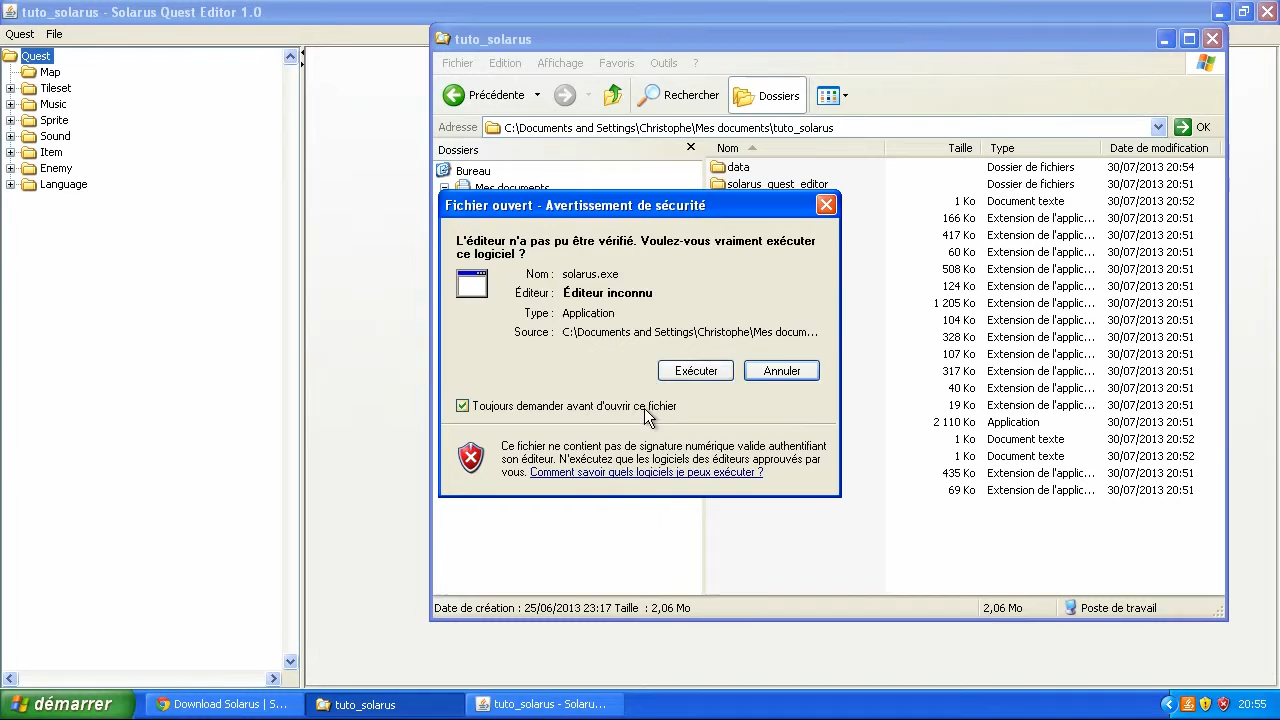 tuto_solarus - Solarus Quest Editor 1.0
Quest File
Quest
Map
Tileset
Music
Sprite
Sound
Item
Enemy
Language
tuto_solarus
Fichier Affichage Favoris Outils ?
Précédente Rechercher Dossiers
Adresse C:\Documents and Settings\Christophe\Mes documents\tuto_solarus OK
Dossiers
Bureau
Mes documents
Nom Taille Type Date de modification
data Dossier de fichiers 30/07/2013 20:54
solarus_quest_editor Dossier de fichiers 30/07/2013 20:51
1 Ko Document texte 30/07/2013 20:52
166 Ko Extension de l'applic... 30/07/2013 20:51
417 Ko Extension de l'applic... 30/07/2013 20:51
60 Ko Extension de l'applic... 30/07/2013 20:51
508 Ko Extension de l'applic... 30/07/2013 20:51
124 Ko Extension de l'applic... 30/07/2013 20:51
1 205 Ko Extension de l'applic... 30/07/2013 20:51
104 Ko Extension de l'applic... 30/07/2013 20:51
328 Ko Extension de l'applic... 30/07/2013 20:51
107 Ko Extension de l'applic... 30/07/2013 20:51
317 Ko Extension de l'applic... 30/07/2013 20:51
40 Ko Extension de l'applic... 30/07/2013 20:51
19 Ko Extension de l'applic... 30/07/2013 20:51
2 110 Ko Application 30/07/2013 20:51
1 Ko Document texte 30/07/2013 20:52
1 Ko Document texte 30/07/2013 20:52
435 Ko Extension de l'applic... 30/07/2013 20:51
69 Ko Extension de l'applic... 30/07/2013 20:51
Fichier ouvert - Avertissement de sécurité
L'éditeur n'a pas pu être vérifié. Voulez-vous vraiment exécuter
ce logiciel ?
Nom : solarus.exe
Éditeur : Éditeur inconnu
Type : Application
Source : C:\Documents and Settings\Christophe\Mes docum...
Exécuter Annuler
Toujours demander avant d'ouvrir ce fichier
Ce fichier ne contient pas de signature numérique valide authentifiant
son éditeur. N'exécutez que les logiciels des éditeurs approuvés par
vous. Comment savoir quels logiciels je peux exécuter ?
Date de création : 25/06/2013 23:17 Taille : 2,06 Mo 2,06 Mo Poste de travail
démarrer Download Solarus | S... tuto_solarus tuto_solarus - Solaru... 20:55